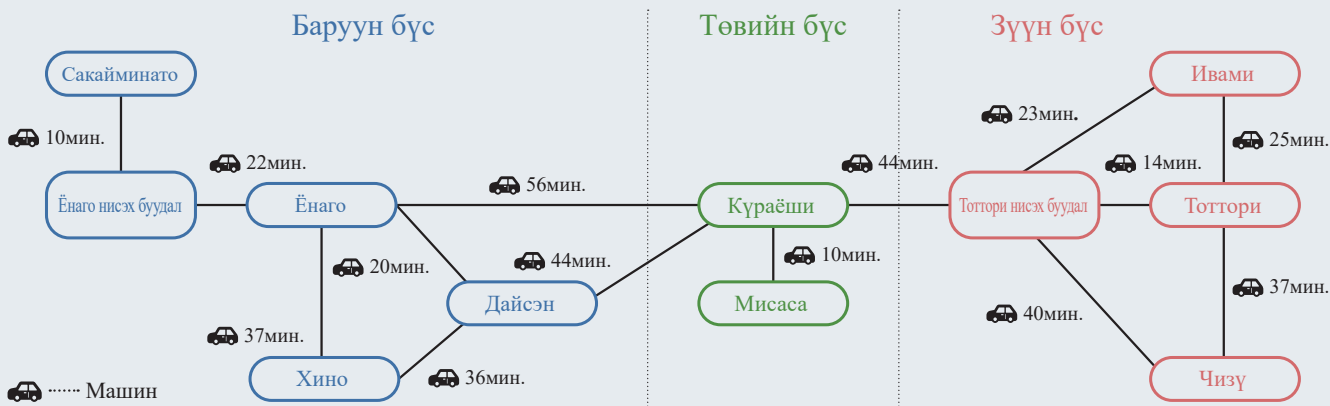 Баруун бүс
Төвийн бүс
Зүүн бүс
Сакайминато
Ивами
10мин.
23мин.
25мин.
22мин.
56мин.
44мин.
14мин.
Ёнаго нисэх буудал
Ёнаго
Күраёши
Тоттори нисэх буудал
Тоттори
20мин.
44мин.
10мин.
37мин.
Дайсэн
Мисаса
40мин.
37мин.
36мин.
Хино
Чизү
······· Машин